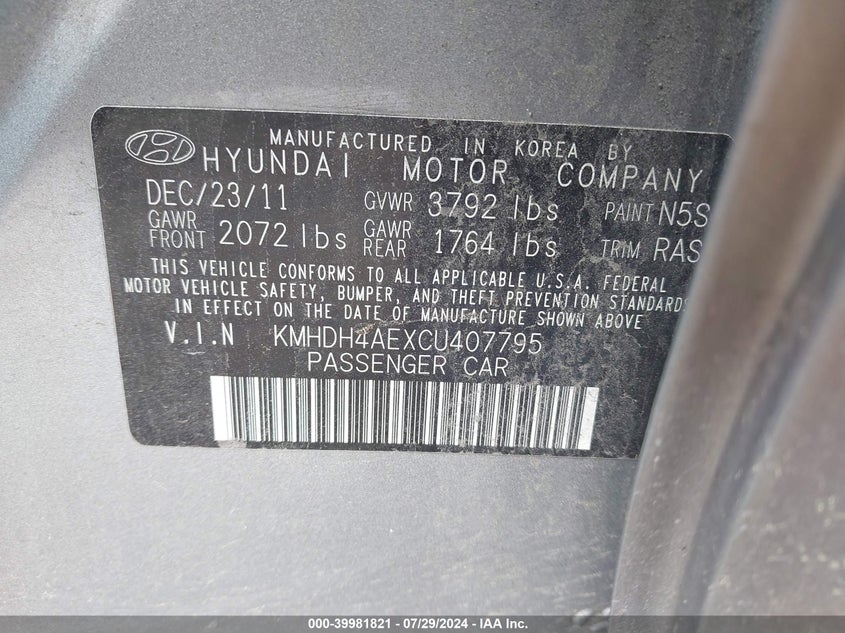 MANUFACTURED IN KOREA BY
HYUNDAI MOTOR COMPANY
DEC/23/11 GVWR 3792 lbs PAINT N5S
GAWR FRONT 2072 lbs GAWR REAR 1764 lbs TRIM RAS
THIS VEHICLE CONFORMS TO ALL APPLICABLE U.S.A. FEDERAL
MOTOR VEHICLE SAFETY, BUMPER, AND THEFT PREVENTION STANDARDS
IN EFFECT ON THE DATE OF MANUFACTURE SHOWN ABOVE
V.I.N KMHDH4AEXCU407795
PASSENGER CAR
000-39981821 - 07/29/2024 - IAA Inc.